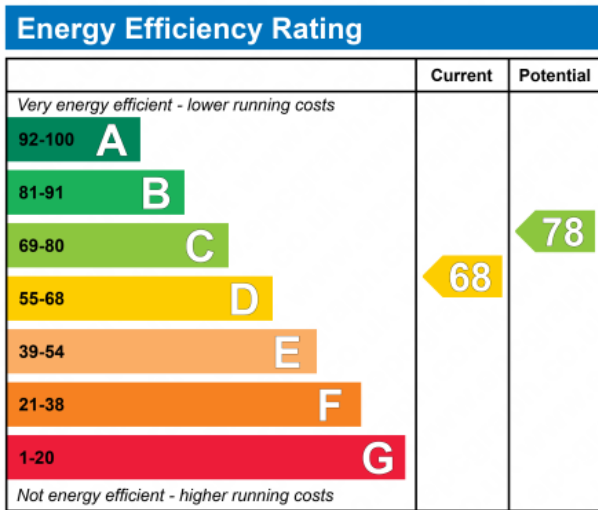 Energy Efficiency Rating
Current Potential
Very energy efficient - lower running costs
92-100 A
81-91 B
69-80 C
78
55-68 D
68
39-54 E
21-38 F
1-20 G
Not energy efficient - higher running costs